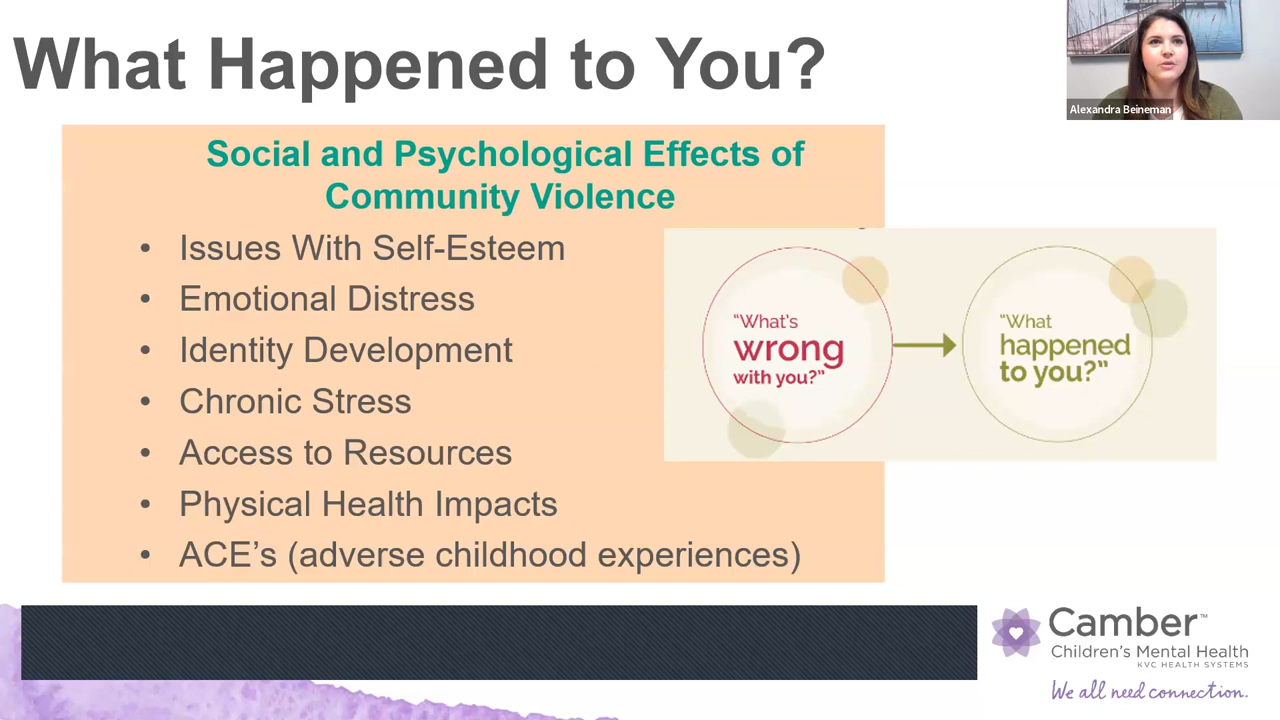 What Happened to You?
Alexandra Beineman
Social and Psychological Effects of
Community Violence
• Issues With Self-Esteem
• Emotional Distress
• Identity Development
• Chronic Stress
• Access to Resources
• Physical Health Impacts
• ACE’s (adverse childhood experiences)
“What’s
wrong
with you?”
“What
happened
to you?”
Camber™
Children’s Mental Health
KVC HEALTH SYSTEMS
We all need connection.